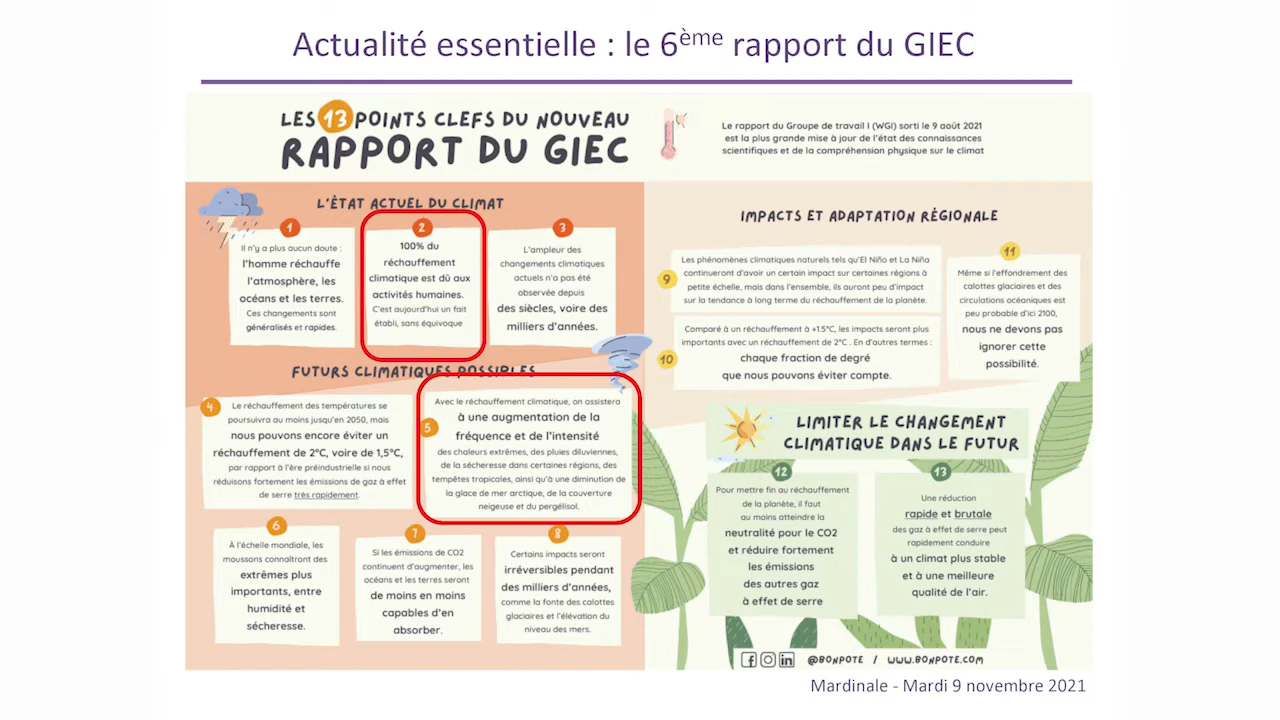 Actualité essentielle : le 6ème rapport du GIEC
LES 13 POINTS CLEFS DU NOUVEAU
RAPPORT DU GIEC
Le rapport du Groupe de travail I (WGI) sorti le 9 août 2021
est la plus grande mise à jour de l'état des connaissances
scientifiques et de la compréhension physique sur le climat
L'ÉTAT ACTUEL DU CLIMAT
1
Il n'y a plus aucun doute :
l'homme réchauffe
l'atmosphère, les
océans et les terres.
Ces changements sont
généralisés et rapides.
2
100% du
réchauffement
climatique est dû aux
activités humaines.
C'est aujourd'hui un fait
établi, sans équivoque
3
L'ampleur des
changements climatiques
actuels n'a pas été
observée depuis
des siècles, voire des
milliers d'années.
FUTURS CLIMATIQUES POSSIBLES
4
Le réchauffement des températures se
poursuivra au moins jusqu'en 2050, mais
nous pouvons encore éviter un
réchauffement de 2°C, voire de 1,5°C,
par rapport à l'ère préindustrielle si nous
réduisons fortement les émissions de gaz à effet
de serre très rapidement.
5
Avec le réchauffement climatique, on assistera
à une augmentation de la
fréquence et de l'intensité
des chaleurs extrêmes, des pluies diluviennes,
de la sécheresse dans certaines régions, des
tempêtes tropicales, ainsi qu'à une diminution de
la glace de mer arctique, de la couverture
neigeuse et du pergélisol.
6
À l'échelle mondiale, les
moussons connaîtront des
extrêmes plus
importants, entre
humidité et
sécheresse.
7
Si les émissions de CO2
continuent d'augmenter, les
océans et les terres seront
de moins en moins
capables d'en
absorber.
8
Certains impacts seront
irréversibles pendant
des milliers d'années,
comme la fonte des calottes
glaciaires et l'élévation du
niveau des mers.
IMPACTS ET ADAPTATION RÉGIONALE
9
Les phénomènes climatiques naturels tels qu'El Niño et La Niña
continueront d'avoir un certain impact sur certaines régions à
petite échelle, mais dans l'ensemble, ils auront peu d'impact
sur la tendance à long terme du réchauffement de la planète.
10
Comparé à un réchauffement à +1.5°C, les impacts seront plus
importants avec un réchauffement de 2°C . En d'autres termes :
chaque fraction de degré
que nous pouvons éviter compte.
11
Même si l'effondrement des
calottes glaciaires et des
circulations océaniques est
peu probable d'ici 2100,
nous ne devons pas
ignorer cette
possibilité.
LIMITER LE CHANGEMENT
CLIMATIQUE DANS LE FUTUR
12
Pour mettre fin au réchauffement
de la planète, il faut
au moins atteindre la
neutralité pour le CO2
et réduire fortement
les émissions
des autres gaz
à effet de serre
13
Une réduction
rapide et brutale
des gaz à effet de serre peut
rapidement conduire
à un climat plus stable
et à une meilleure
qualité de l'air.
@BONPOTE / WWW.BONPOTE.COM
Mardinale - Mardi 9 novembre 2021